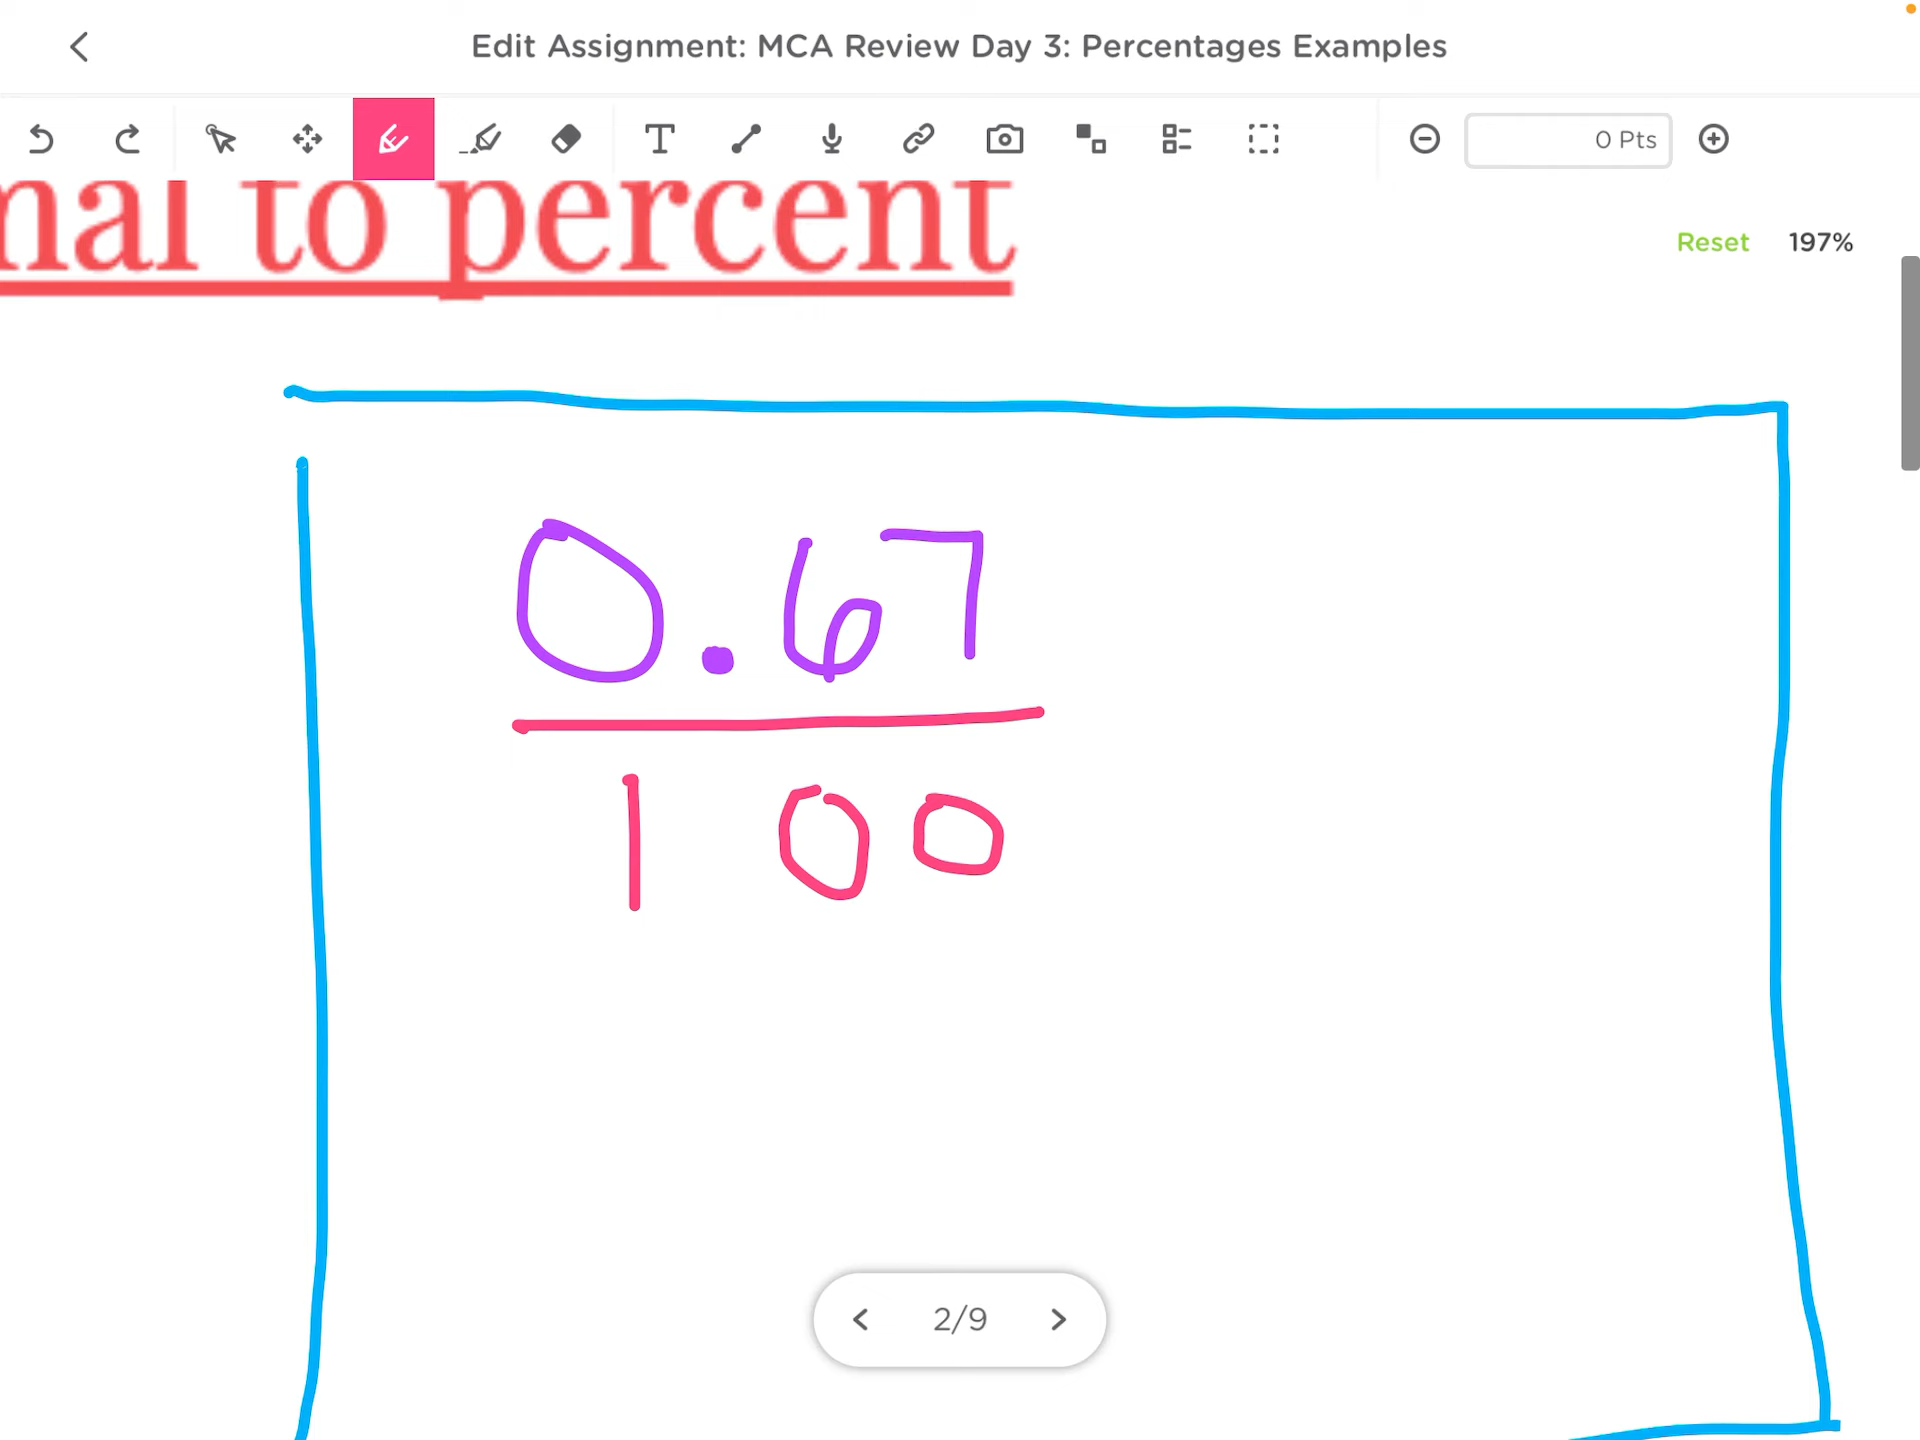 Edit Assignment: MCA Review Day 3: Percentages Examples
T 0 Pts
nal to percent
Reset 197%
0.67
100
2/9